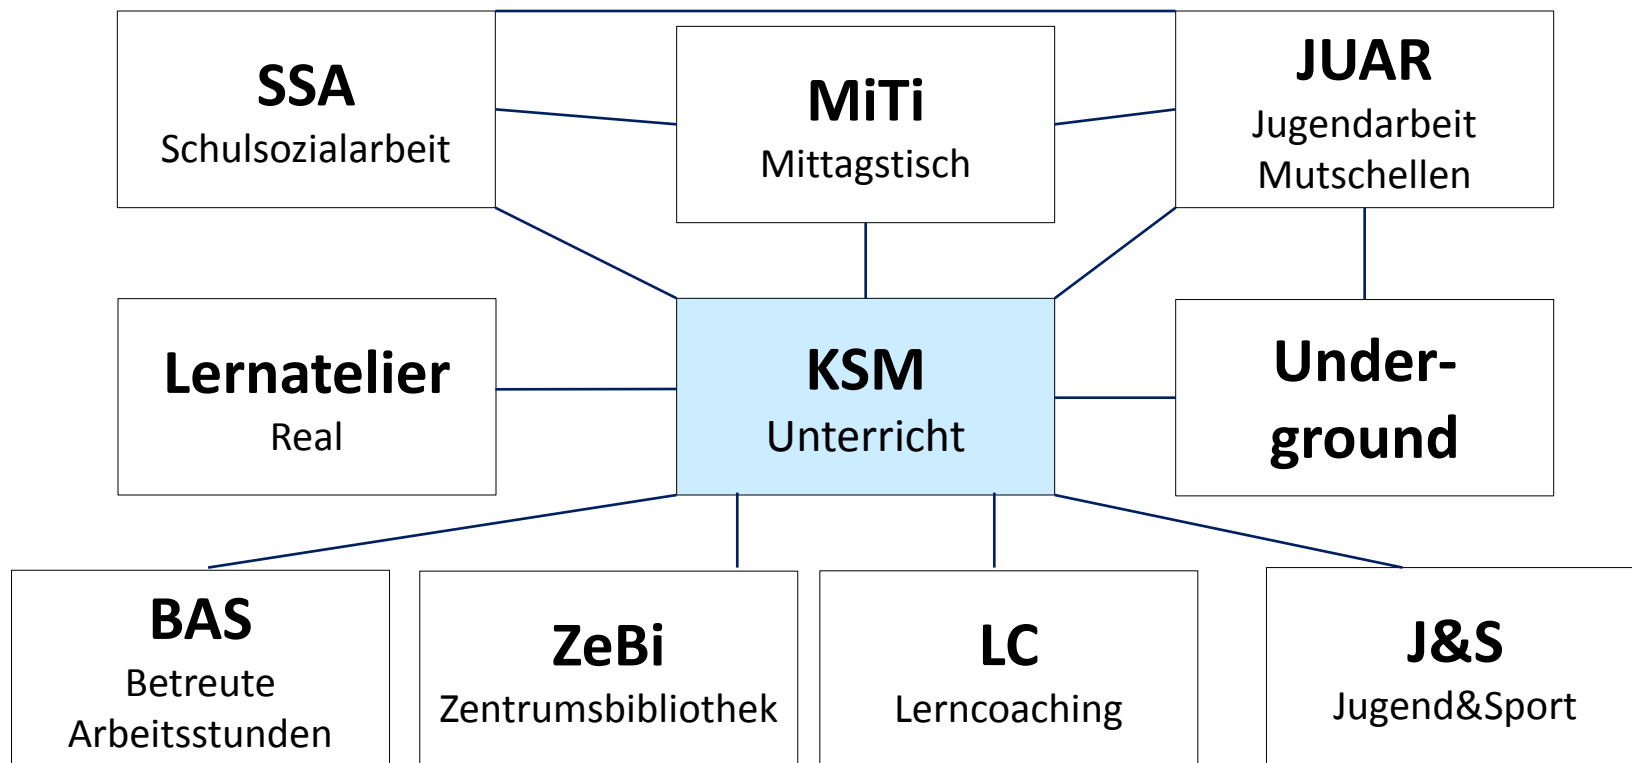 SSA
Schulsozialarbeit
MiTi
Mittagstisch
JUAR
Jugendarbeit
Mutschellen
Lernatelier
Real
KSM
Unterricht
Under-
ground
BAS
Betreute
Arbeitsstunden
ZeBi
Zentrumsbibliothek
LC
Lerncoaching
J&S
Jugend&Sport